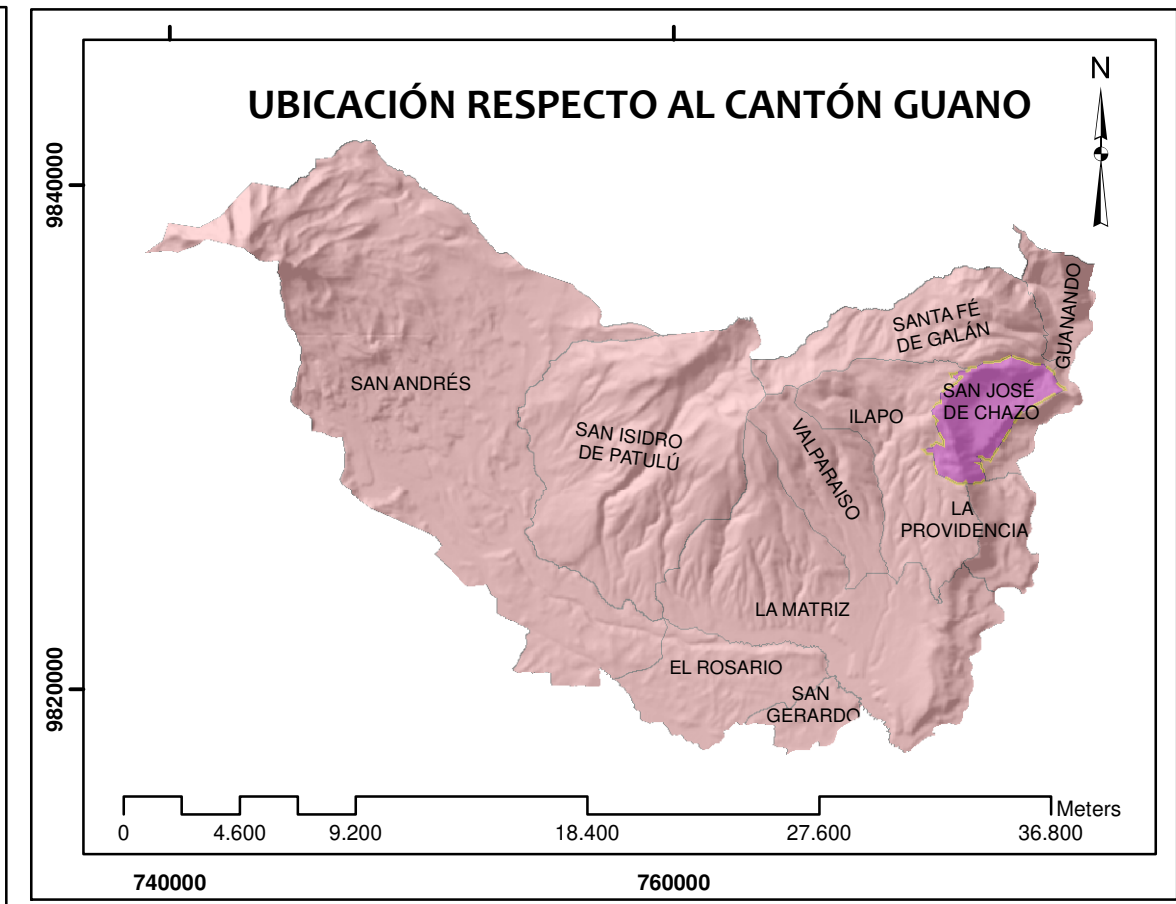 UBICACIÓN RESPECTO AL CANTÓN GUANO
N
9840000
GUANANDO
SANTA FÉ
DE GALÁN
SAN ANDRÉS
SAN JOSÉ
DE CHAZO
ILAPO
SAN ISIDRO
DE PATULÚ
VALPARAISO
LA
PROVIDENCIA
LA MATRIZ
EL ROSARIO
SAN
GERARDO
9820000
Meters
0 4.600 9.200 18.400 27.600 36.800
740000 760000